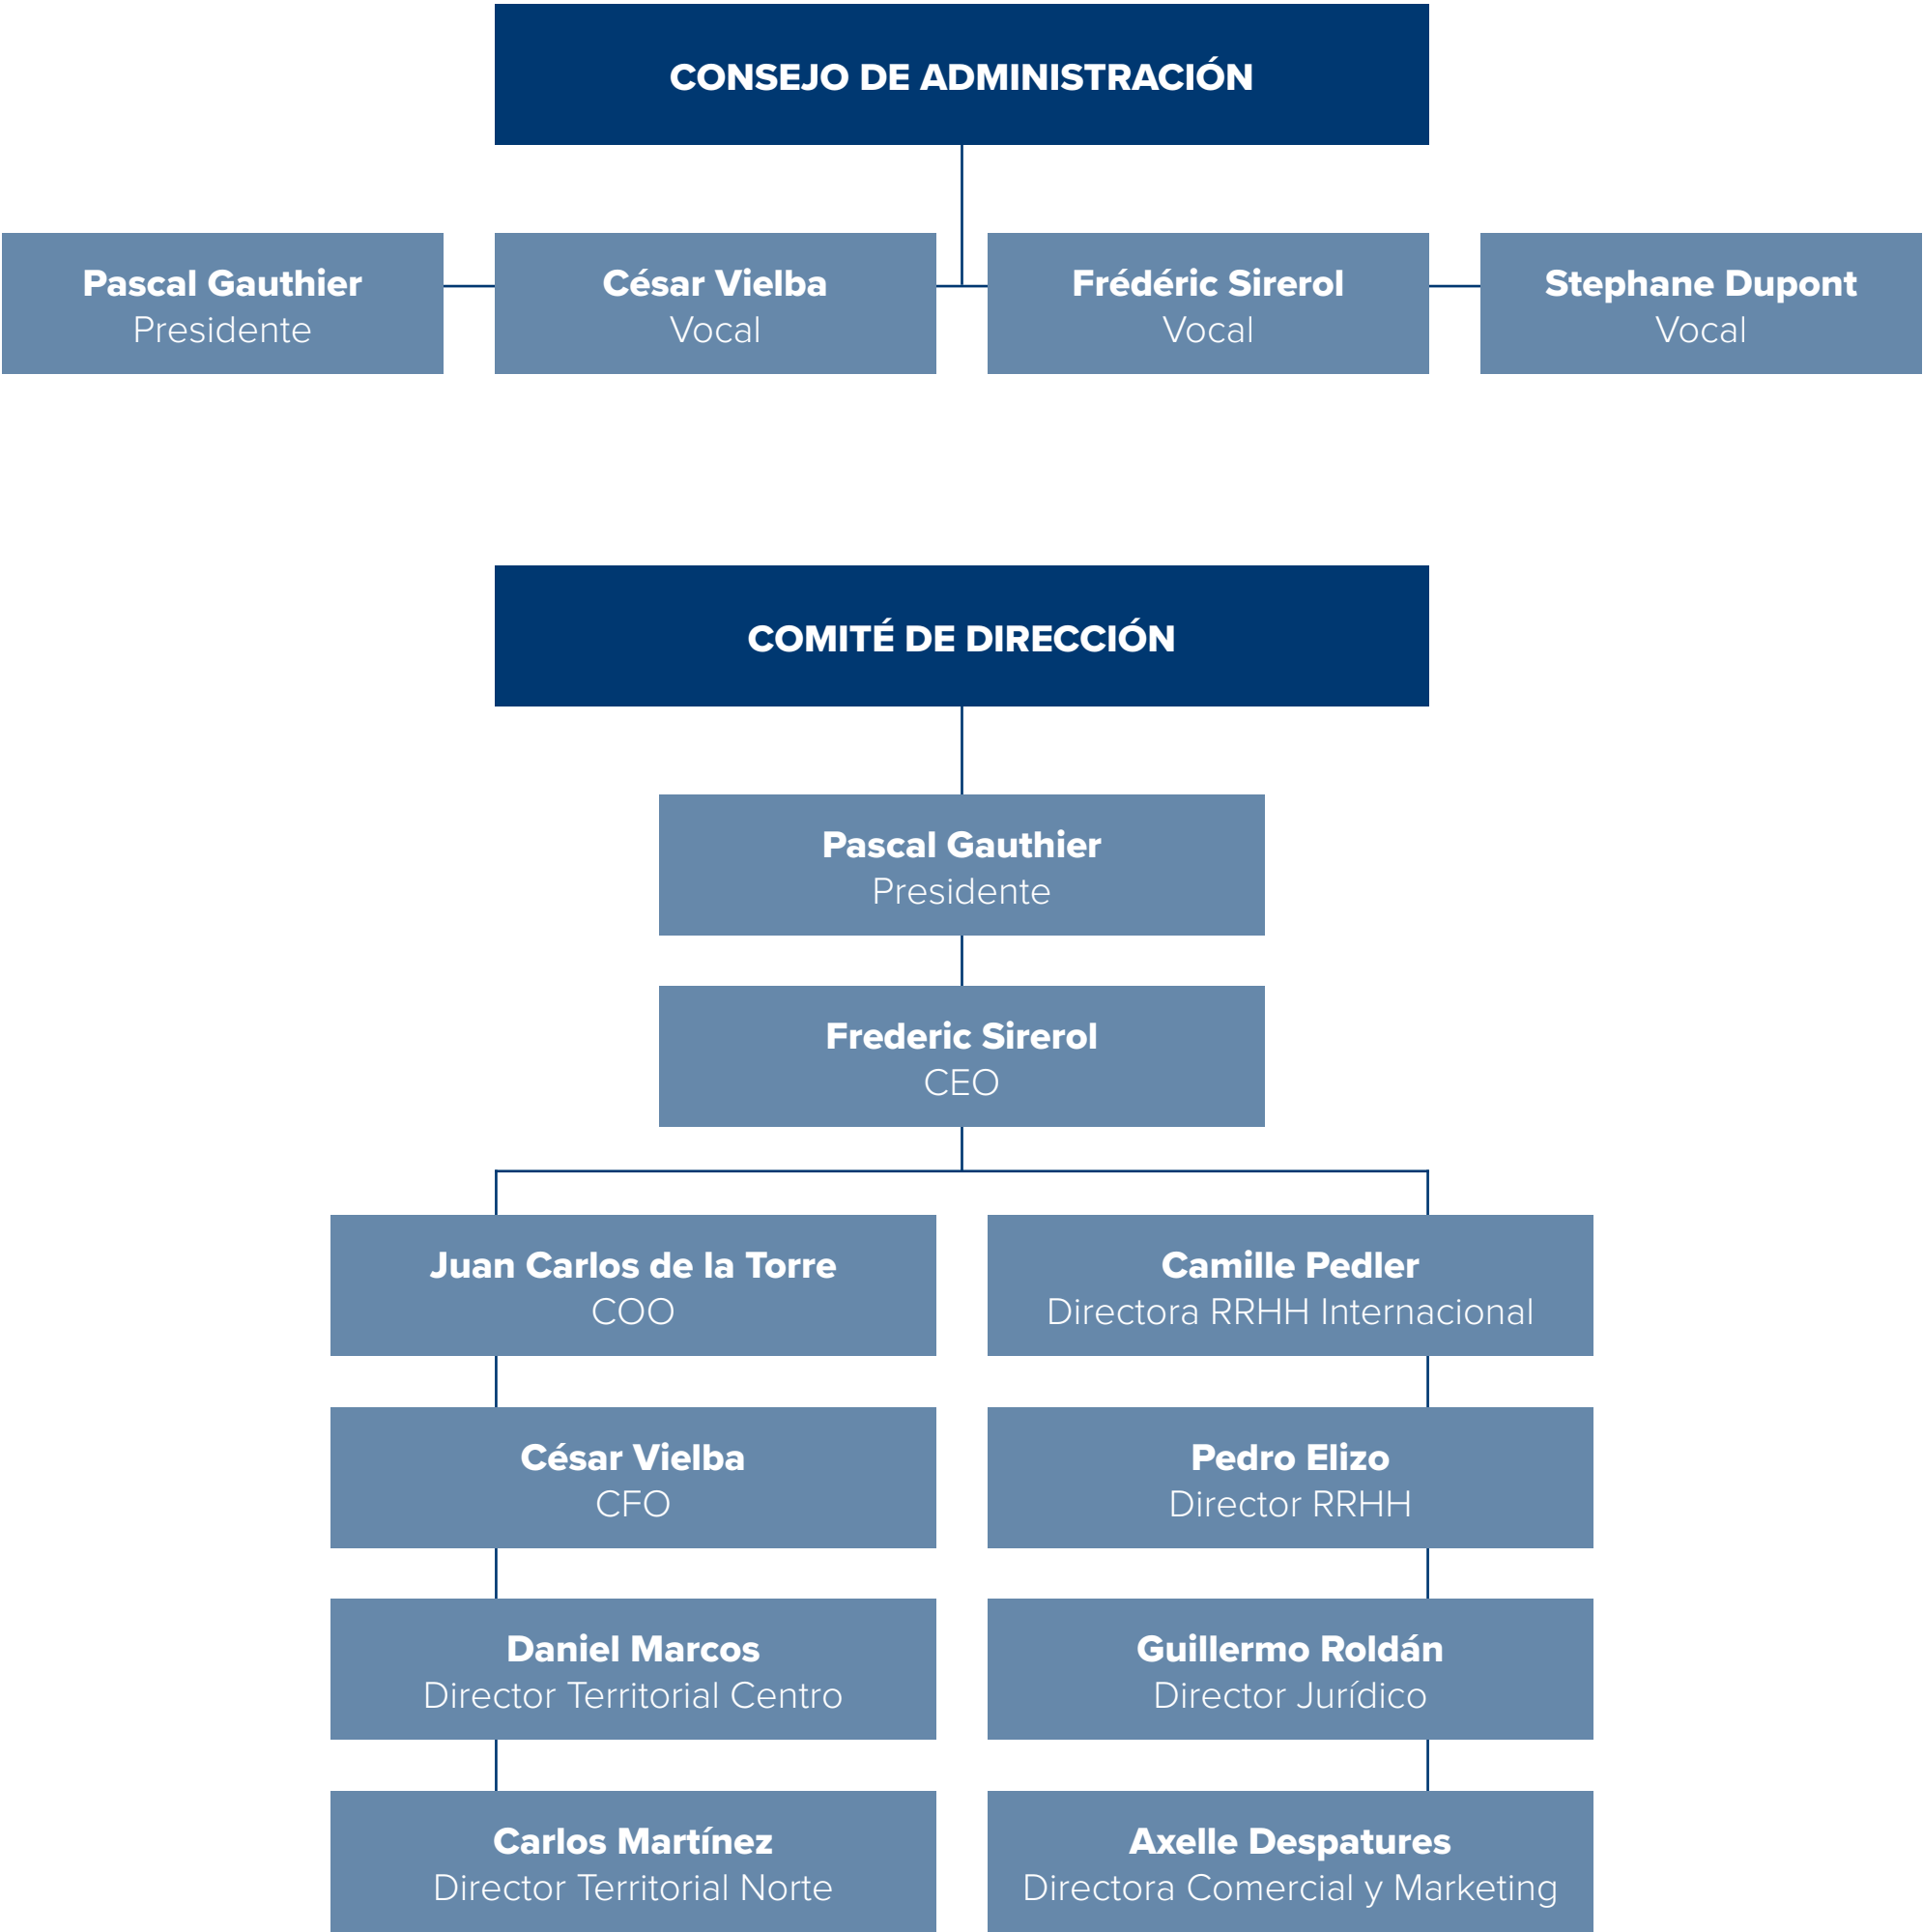 CONSEJO DE ADMINISTRACIÓN
Pascal Gauthier
Presidente
César Vielba
Vocal
Frédéric Sirerol
Vocal
Stephane Dupont
Vocal
COMITÉ DE DIRECCIÓN
Pascal Gauthier
Presidente
Frederic Sirerol
CEO
Juan Carlos de la Torre
COO
Camille Pedler
Directora RRHH Internacional
César Vielba
CFO
Pedro Elizo
Director RRHH
Daniel Marcos
Director Territorial Centro
Guillermo Roldán
Director Jurídico
Carlos Martínez
Director Territorial Norte
Axelle Despatures
Directora Comercial y Marketing